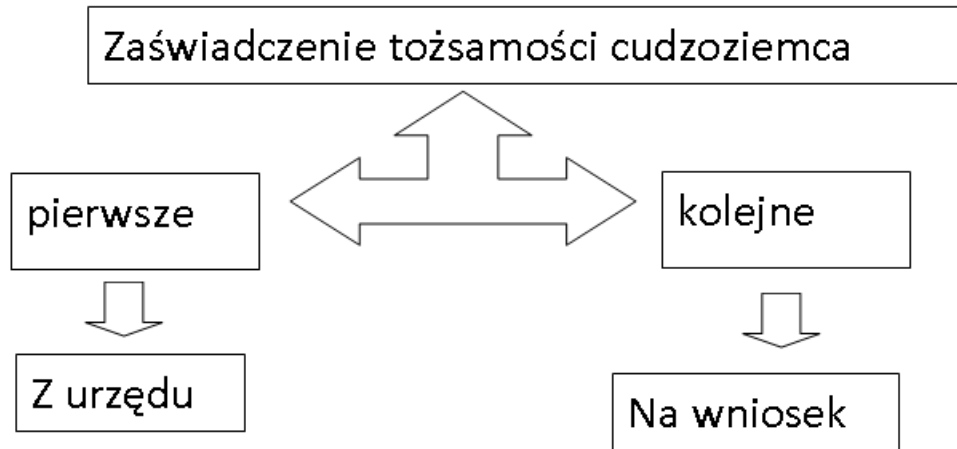 Zaświadczenie tożsamości cudzoziemca
pierwsze
kolejne
Z urzędu
Na wniosek